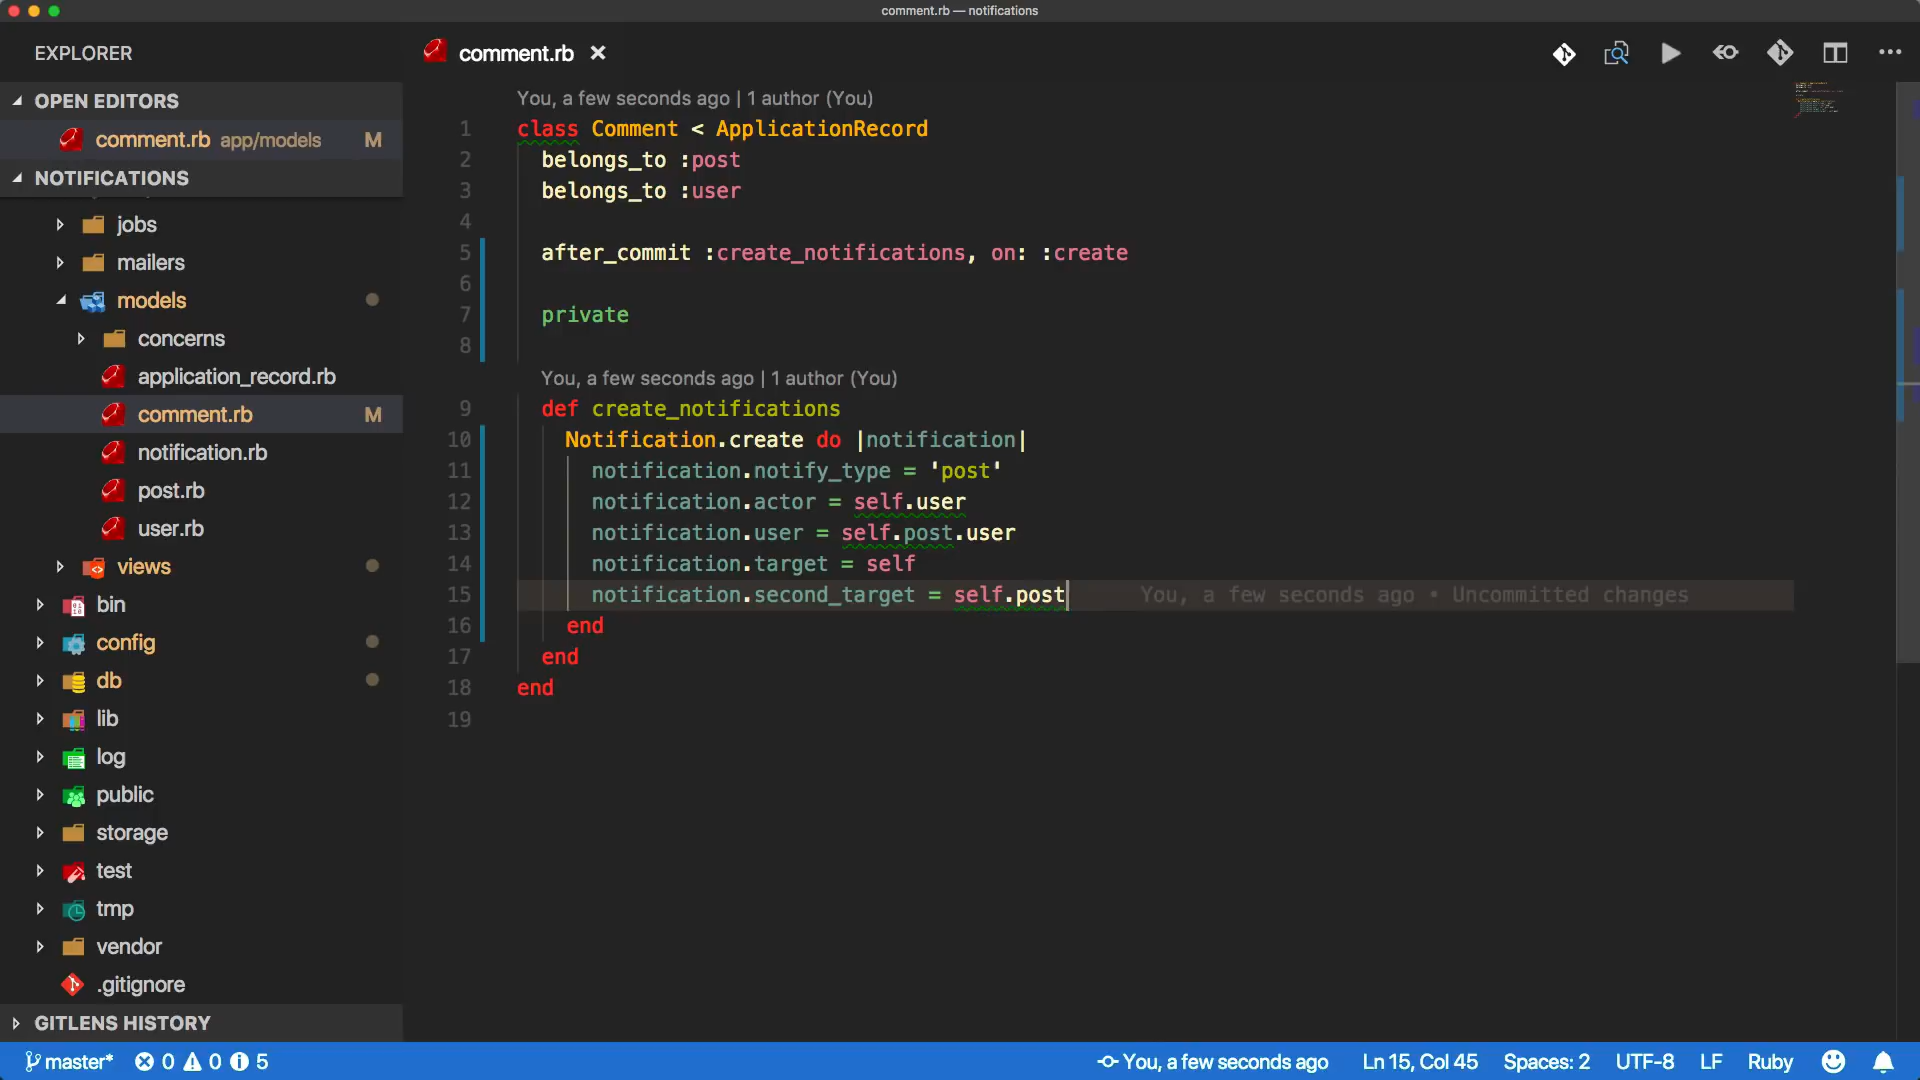 comment.rb — notifications
EXPLORER
OPEN EDITORS
comment.rb app/models M
NOTIFICATIONS
jobs
mailers
models
concerns
application_record.rb
comment.rb M
notification.rb
post.rb
user.rb
views
bin
config
db
lib
log
public
storage
test
tmp
vendor
.gitignore
GITLENS HISTORY
comment.rb
You, a few seconds ago | 1 author (You)
1 class Comment < ApplicationRecord
2   belongs_to :post
3   belongs_to :user
4
5   after_commit :create_notifications, on: :create
6
7   private
8
You, a few seconds ago | 1 author (You)
9   def create_notifications
10     Notification.create do |notification|
11       notification.notify_type = 'post'
12       notification.actor = self.user
13       notification.user = self.post.user
14       notification.target = self
15       notification.second_target = self.post You, a few seconds ago • Uncommitted changes
16     end
17   end
18 end
19
master* 0 0 5 You, a few seconds ago Ln 15, Col 45 Spaces: 2 UTF-8 LF Ruby